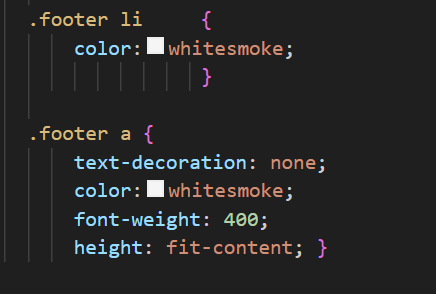 .footer li {
color: whitesmoke;
}
.footer a {
text-decoration: none;
color: whitesmoke;
font-weight: 400;
height: fit-content; }